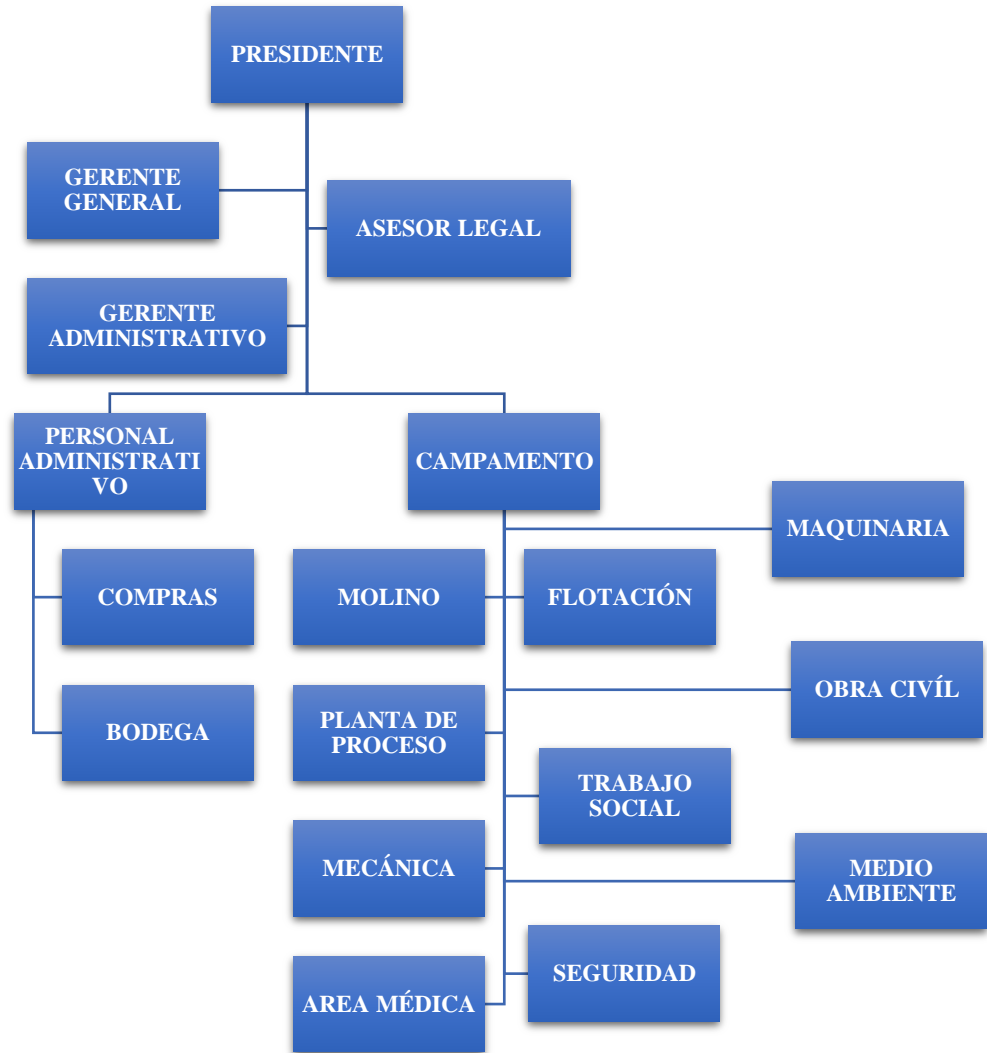 PRESIDENTE
GERENTE
GENERAL
ASESOR LEGAL
GERENTE
ADMINISTRATIVO
PERSONAL
ADMINISTRATI
VO
CAMPAMENTO
MAQUINARIA
COMPRAS
MOLINO
FLOTACIÓN
OBRA CIVÍL
BODEGA
PLANTA DE
PROCESO
TRABAJO
SOCIAL
MECÁNICA
MEDIO
AMBIENTE
AREA MÉDICA
SEGURIDAD